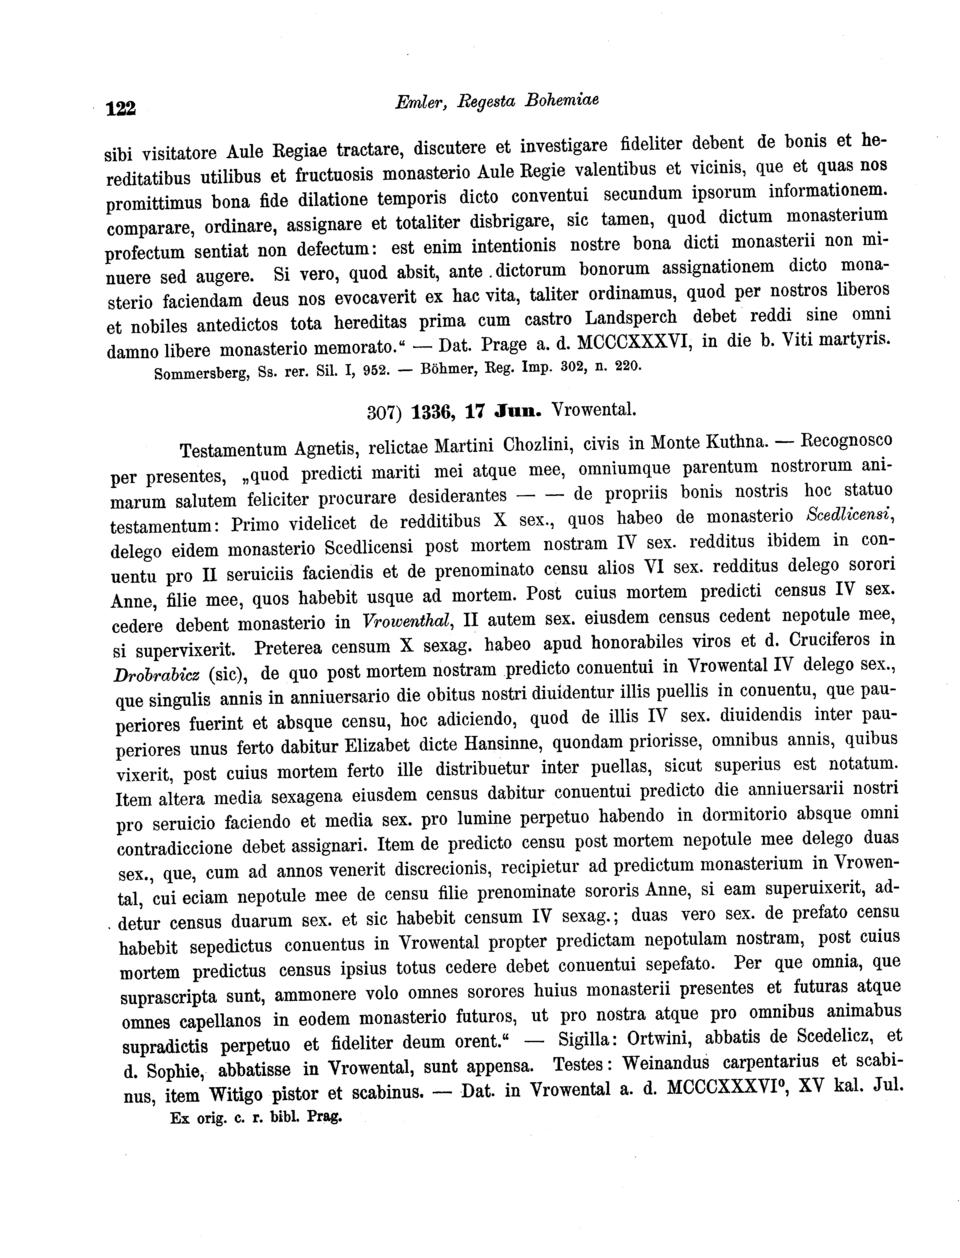 122
Emler, Regesta Bohemiae
sibi visitatore Aule Regiae tractare, discutere et investigare fideliter debent de bonis et he-
reditatibus utilibus et fructuosis monasterio Aule Regie valentibus et vicinis, que et quas nos
promittimus bona fide dilatione temporis dicto conventui secundum ipsorum informationem.
comparare, ordinare, assignare et totaliter disbrigare, sic tamen, quod dictum monasterium
profectum sentiat non defectum: est enim intentionis nostre bona dicti monasterii non mi-
nuere sed augere. Si vero, quod absit, ante . dictorum bonorum assignationem dicto mona-
sterio faciendam deus nos evocaverit ex hac vita, taliter ordinamus, quod per nostros liberos
et nobiles antedictos tota hereditas prima cum castro Landsperch debet reddi sine omni
damno libere monasterio memorato.“ — Dat. Prage a. d. MCCCXXXVI, in die b. Viti martyris.
Sommersberg, Ss. rer. Sil. I, 952. — Böhmer, Reg. Imp. 302, n. 220.
307) 1336, 17 Jun. Vrowental.
Testamentum Agnetis, relictae Martini Chozlini, civis in Monte Kuthna. — Recognosco
per presentes, „quod predicti mariti mei atque mee, omniumque parentum nostrorum ani-
marum salutem feliciter procurare desiderantes — — de propriis bonis nostris hoc statuo
testamentum: Primo videlicet de redditibus X sex., quos habeo de monasterio Scedlicensi,
delego eidem monasterio Scedlicensi post mortem nostram IV sex. redditus ibidem in con-
uentu pro II seruiciis faciendis et de prenominato censu alios VI sex. redditus delego sorori
Anne, filie mee, quos habebit usque ad mortem. Post cuius mortem predicti census IV sex.
cedere debent monasterio in Vrowenthal, II autem sex. eiusdem census cedent nepotule mee,
si supervixerit. Preterea censum X sexag. habeo apud honorabiles viros et d. Cruciferos in
Drobrabicz (sic), de quo post mortem nostram predicto conuentui in Vrowental IV delego sex.,
que singulis annis in anniuersario die obitus nostri diuidentur illis puellis in conuentu, que pau-
periores fuerint et absque censu, hoc adiciendo, quod de illis IV sex. diuidendis inter pau-
periores unus ferto dabitur Elizabet dicte Hansinne, quondam priorisse, omnibus annis, quibus
vixerit, post cuius mortem ferto ille distribuetur inter puellas, sicut superius est notatum.
Item altera media sexagena eiusdem census dabitur conuentui predicto die anniuersarii nostri
pro seruicio faciendo et media sex. pro lumine perpetuo habendo in dormitorio absque omni
contradiccione debet assignari. Item de predicto censu post mortem nepotule mee delego duas
sex., que, cum ad annos venerit discrecionis, recipietur ad predictum monasterium in Vrowen-
tal, cui eciam nepotule mee de censu filie prenominate sororis Anne, si eam superuixerit, ad-
. detur census duarum sex. et sic habebit censum IV sexag.; duas vero sex. de prefato censu
habebit sepedictus conuentus in Vrowental propter predictam nepotulam nostram, post cuius
mortem predictus census ipsius totus cedere debet conuentui sepefato. Per que omnia, que
suprascripta sunt, ammonere volo omnes sorores huius monasterii presentes et futuras atque
omnes capellanos in eodem monasterio futuros, ut pro nostra atque pro omnibus animabus
supradictis perpetuo et fideliter deum orent.“ — Sigilla: Ortwini, abbatis de Scedelicz, et
d. Sophie, abbatisse in Vrowental, sunt appensa. Testes: Weinandus carpentarius et scabi-
nus, item Witigo pistor et scabinus. — Dat. in Vrowental a. d. MCCCXXXVI⁰, XV kal. Jul.
Ex orig. c. r. bibl. Prag.